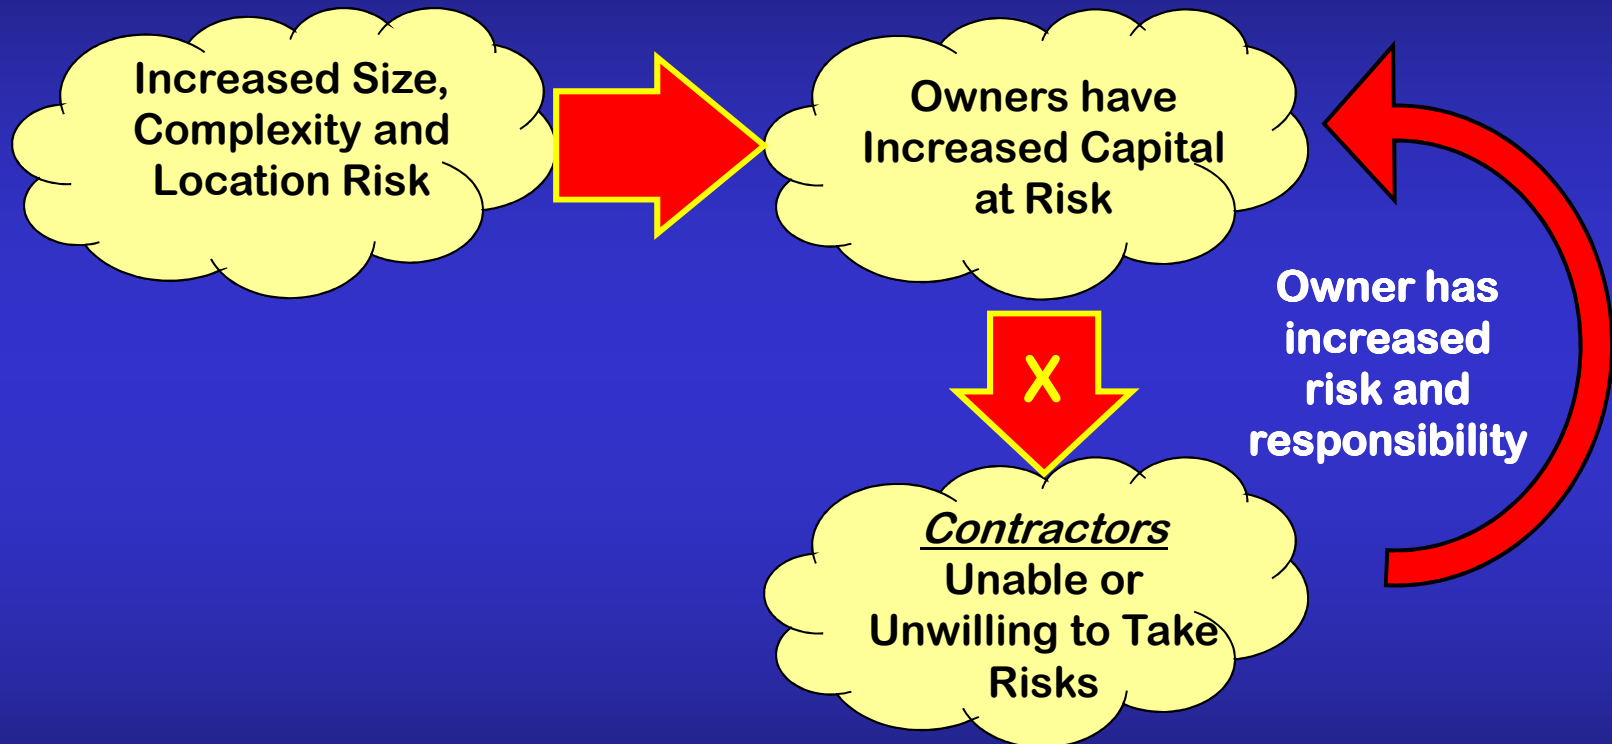 Increased Size,
Complexity and
Location Risk
Owners have
Increased Capital
at Risk
X
Owner has
increased
risk and
responsibility
Contractors
Unable or
Unwilling to Take
Risks